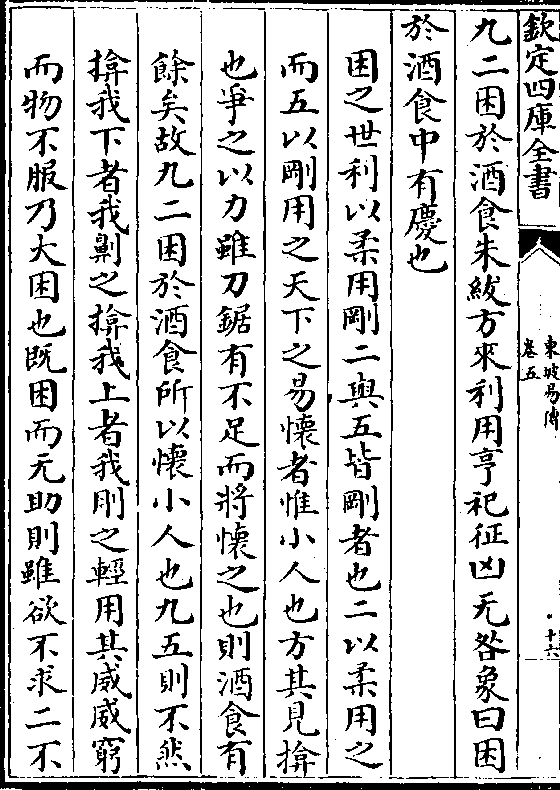 欽定四庫全書
東坡易傳
卷五
十六
九二困於酒食朱紱方來利用亨祀征凶无咎象曰困
於酒食中有慶也
困之世利以柔用剛二與五皆剛者也二以柔用之
而五以剛用之天下之易懷者惟小人也方其見揜
也爭之以力雖刀鋸有不足而將懷之也則酒食有
餘矣故九二困於酒食所以懷小人也九五則不然
揜我下者我劓之揜我上者我刖之輕用其威威窮
而物不服乃大困也既困而无助則雖欲不求二不